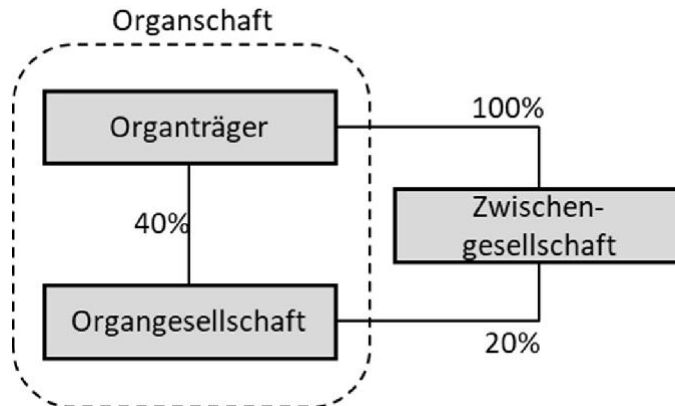 Organschaft
Organträger
100%
40%
Zwischen-
gesellschaft
Organgesellschaft
20%